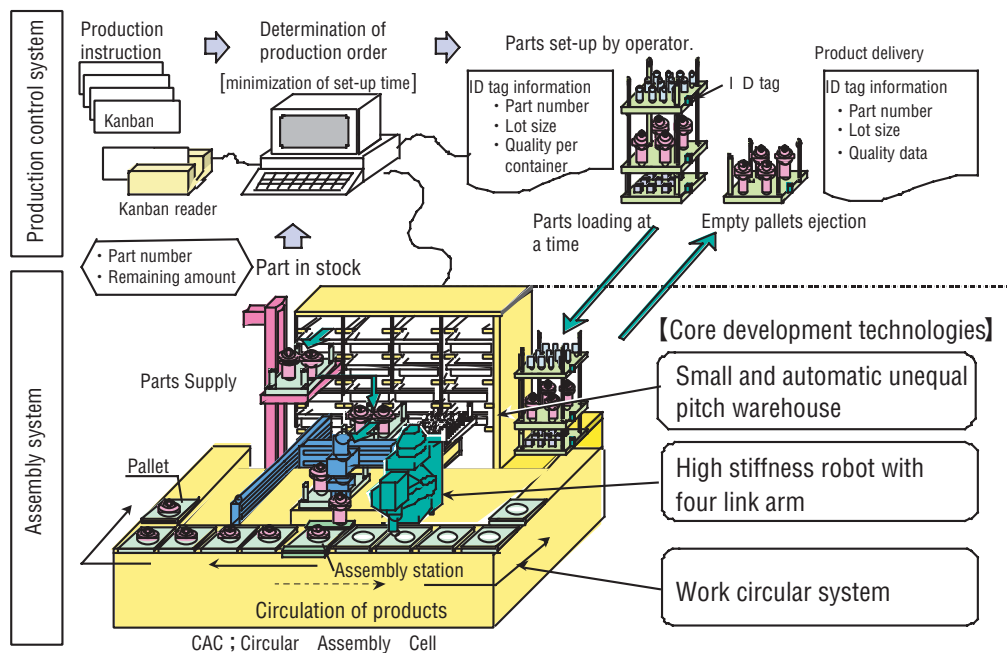 Production control system
Production
instruction
Kanban
Kanban reader
Determination of
production order
[minimization of set-up time]
Parts set-up by operator.
ID tag information
・ Part number
・ Lot size
・ Quality per
container
I D tag
Product delivery
ID tag information
・ Part number
・ Lot size
・ Quality data
Parts loading at
a time
Empty pallets ejection
・ Part number
・ Remaining amount
Part in stock
Assembly system
Parts Supply
Pallet
Assembly station
Circulation of products
CAC ; Circular Assembly Cell
【Core development technologies】
Small and automatic unequal
pitch warehouse
High stiffness robot with
four link arm
Work circular system